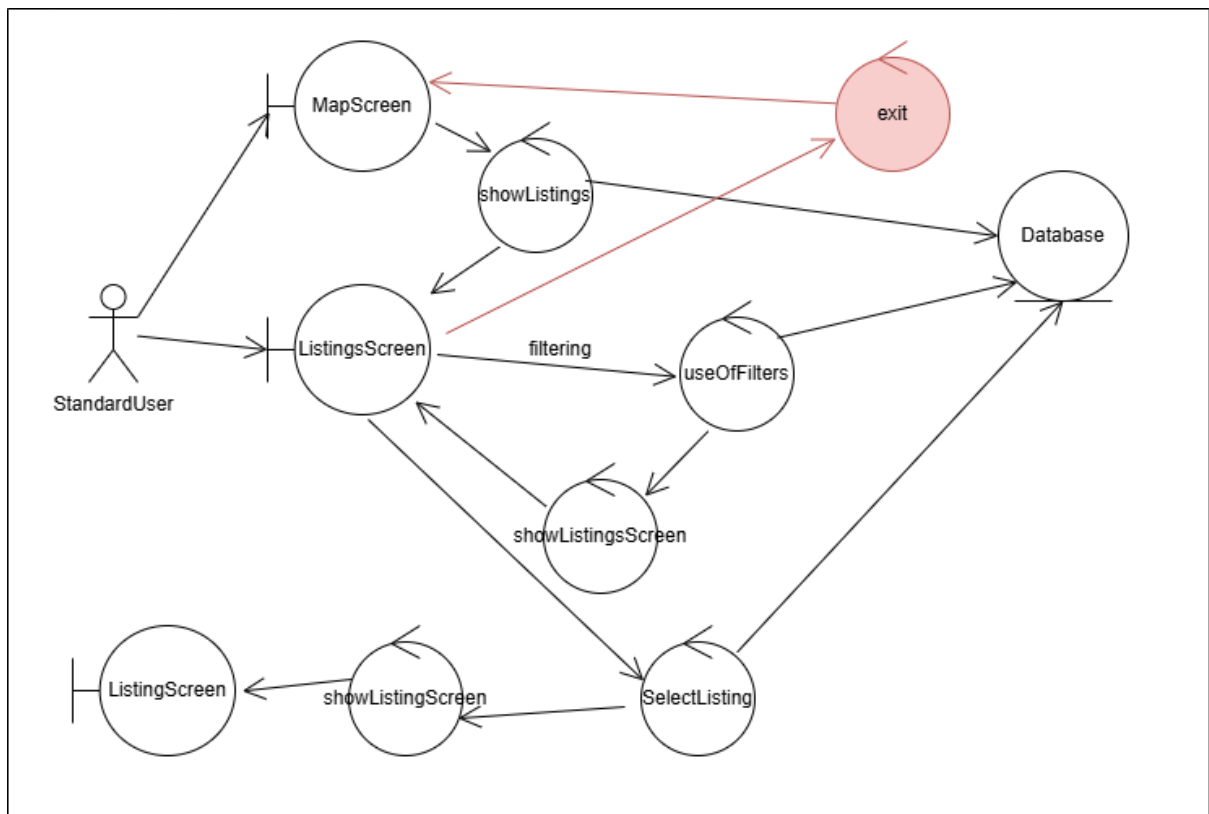 MapScreen
exit
showListings
Database
StandardUser
ListingsScreen
filtering
useOfFilters
showListingsScreen
ListingScreen
showListingScreen
SelectListing